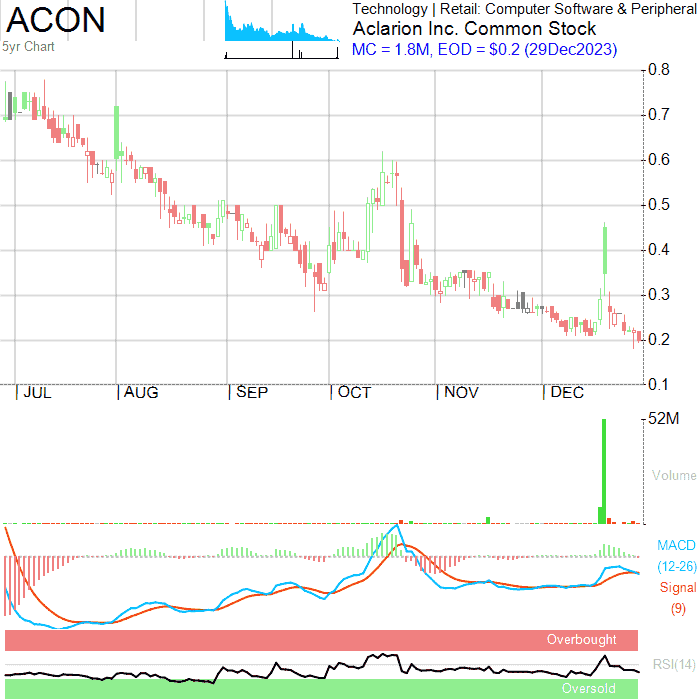 ACON
5yr Chart
Technology | Retail: Computer Software & Peripheral
Aclarion Inc. Common Stock
MC = 1.8M, EOD = $0.2 (29Dec2023)
0.8
0.7
0.6
0.5
0.4
0.3
0.2
0.1
JUL AUG SEP OCT NOV DEC
52M
Volume
MACD
(12-26)
Signal
(9)
Overbought
RSI(14)
Oversold